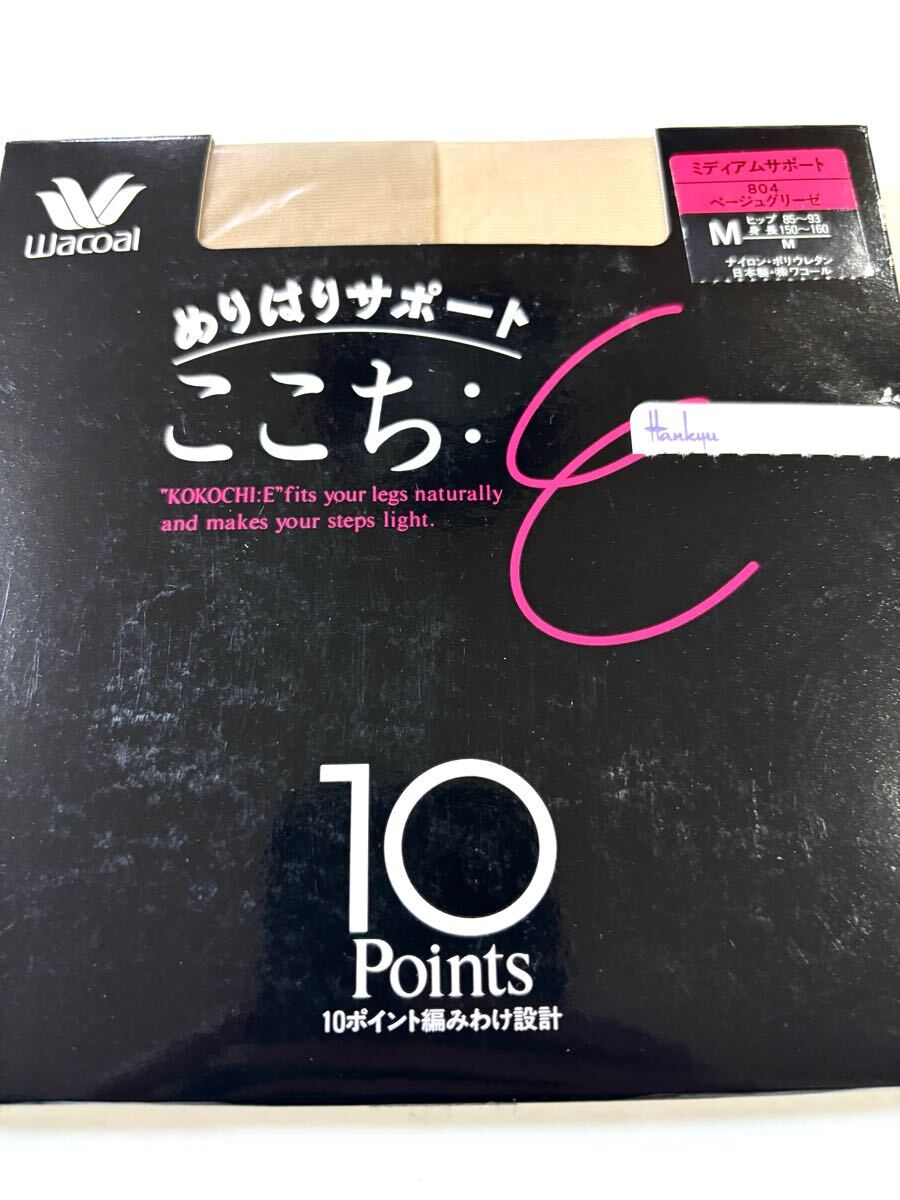 Wacoal
ミディアムサポート
804
ベージュグリーゼ
M ヒップ 85~93
身長150~160
M
ナイロン・ポリウレタン
日本製・㈱ワコール
めりはりサポート
ここち:E
Hankyu
"KOKOCHI:E" fits your legs naturally
and makes your steps light.
10
Points
10ポイント編みわけ設計